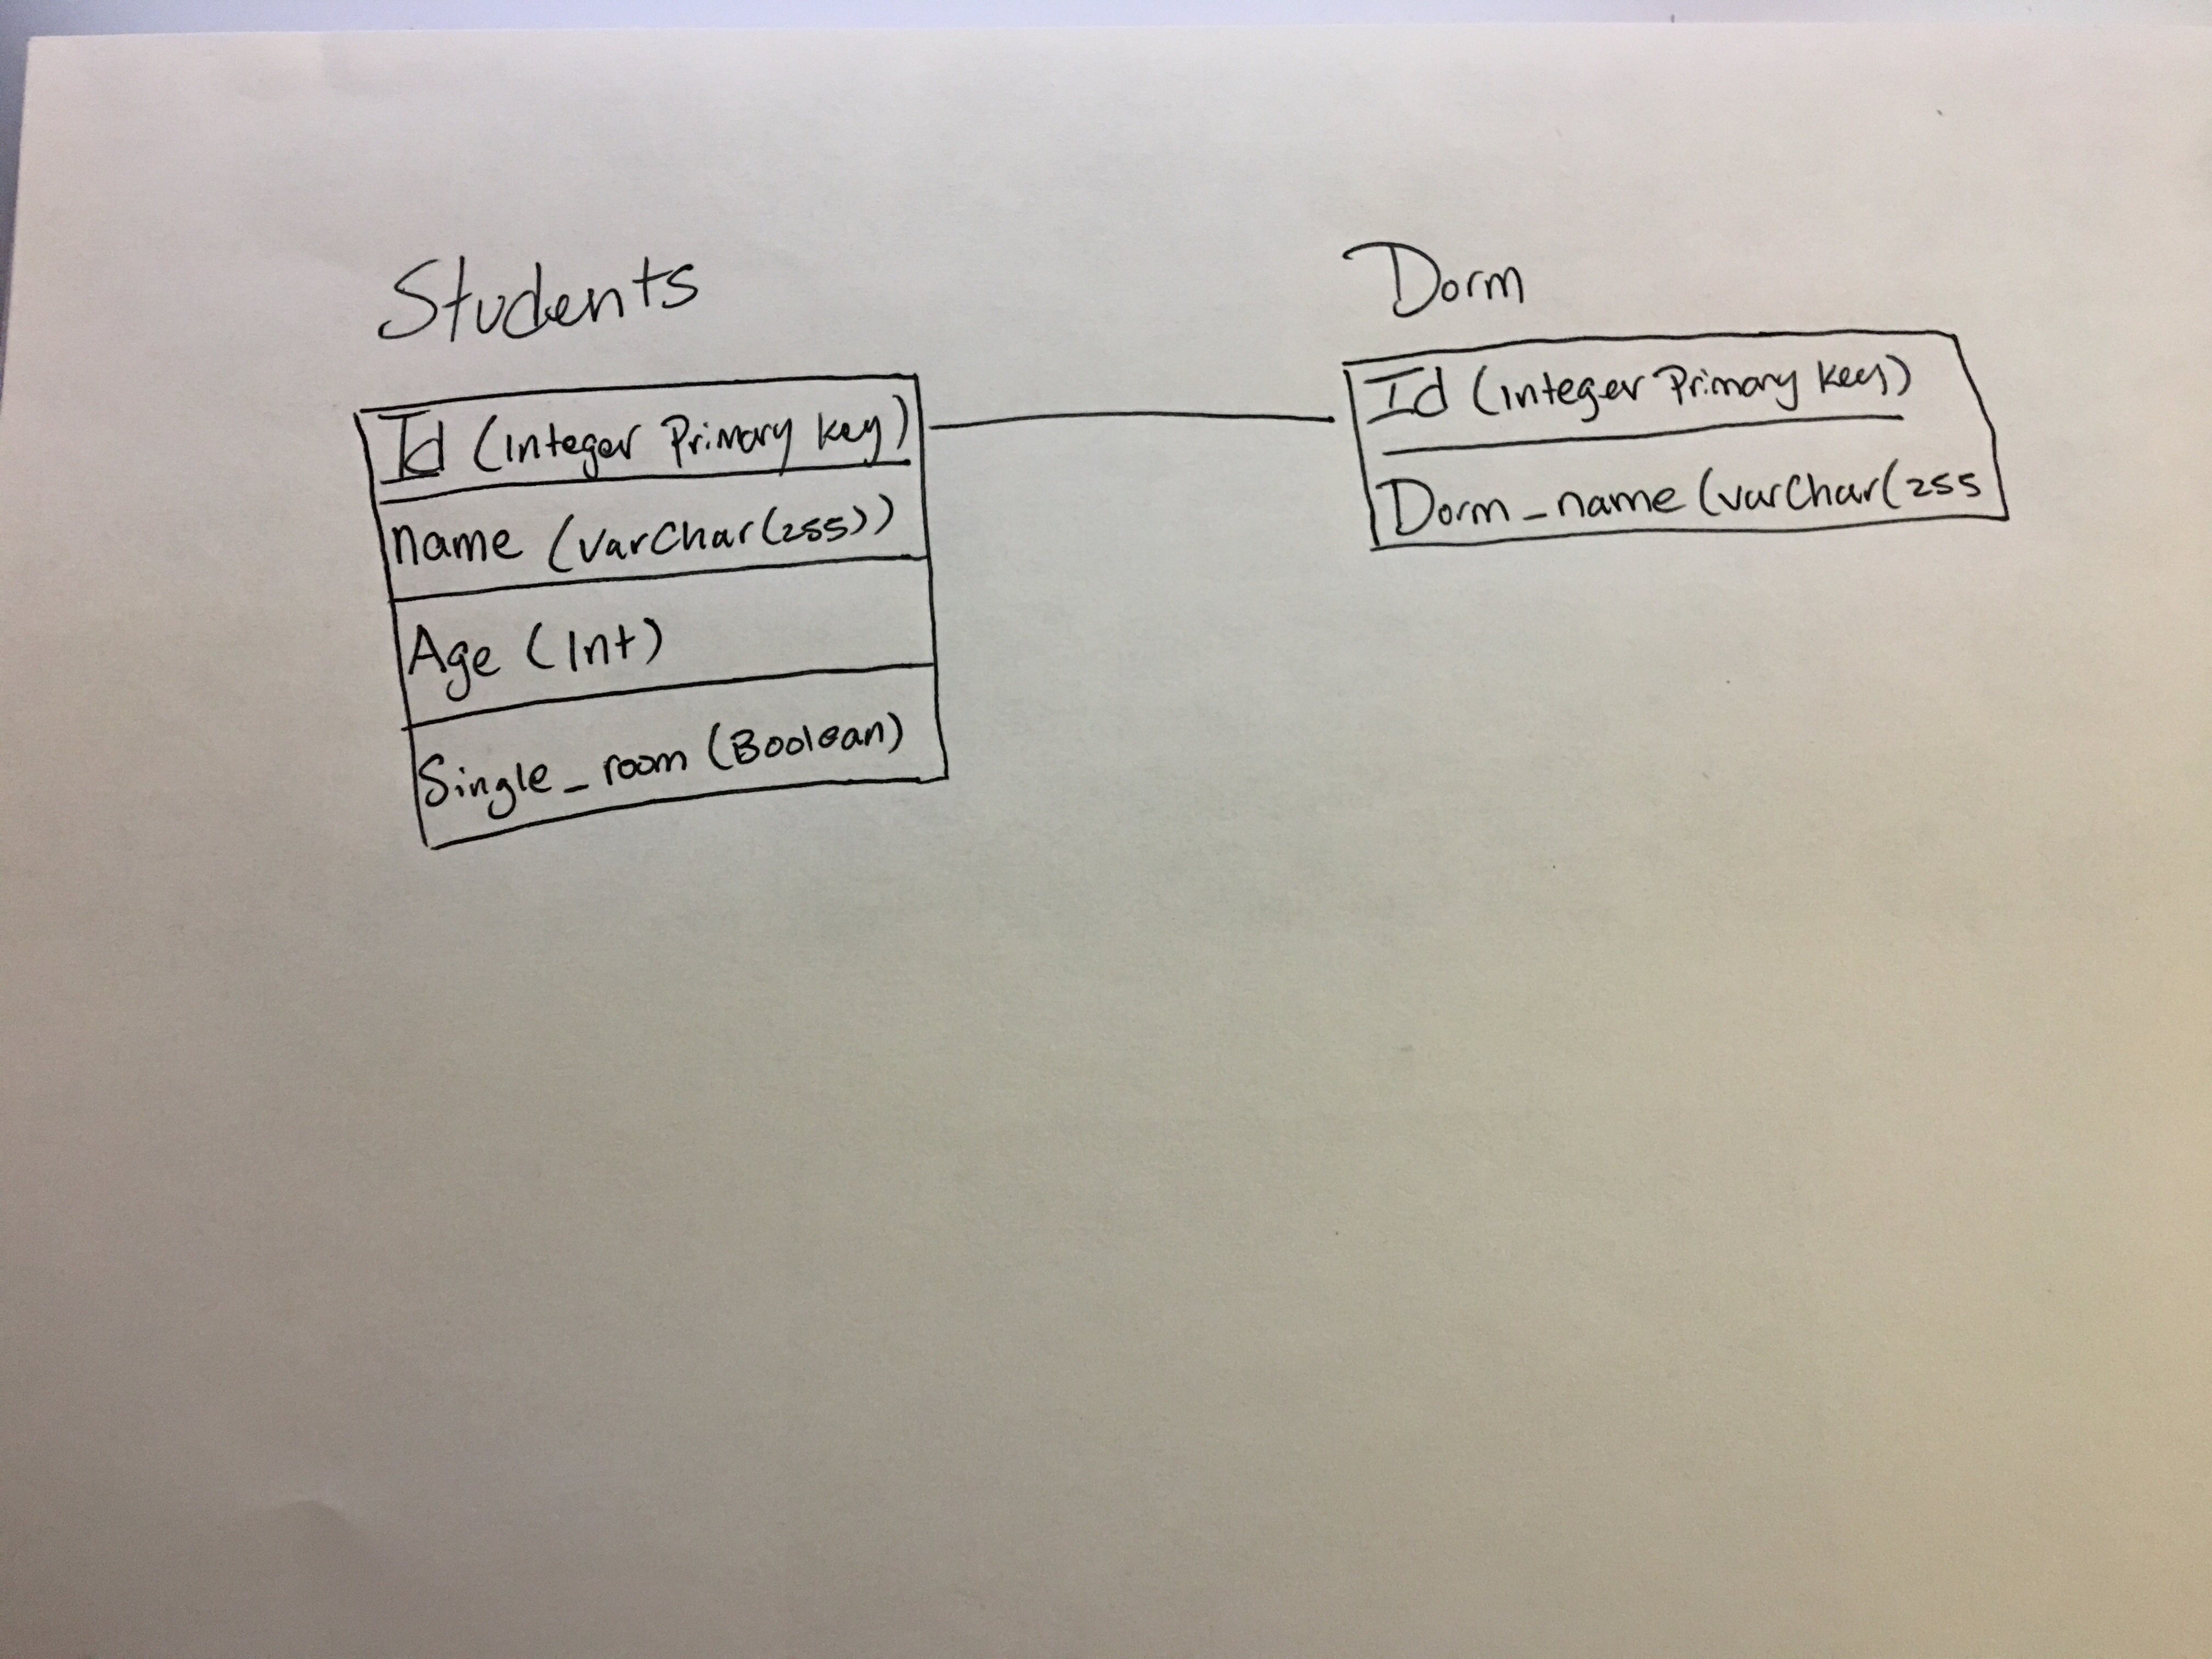 Students
Id (Integer Primary key)
name (varchar(255))
Age (Int)
Single_room (Boolean)
Dorm
Id (integer Primary key)
Dorm_name (varchar(255